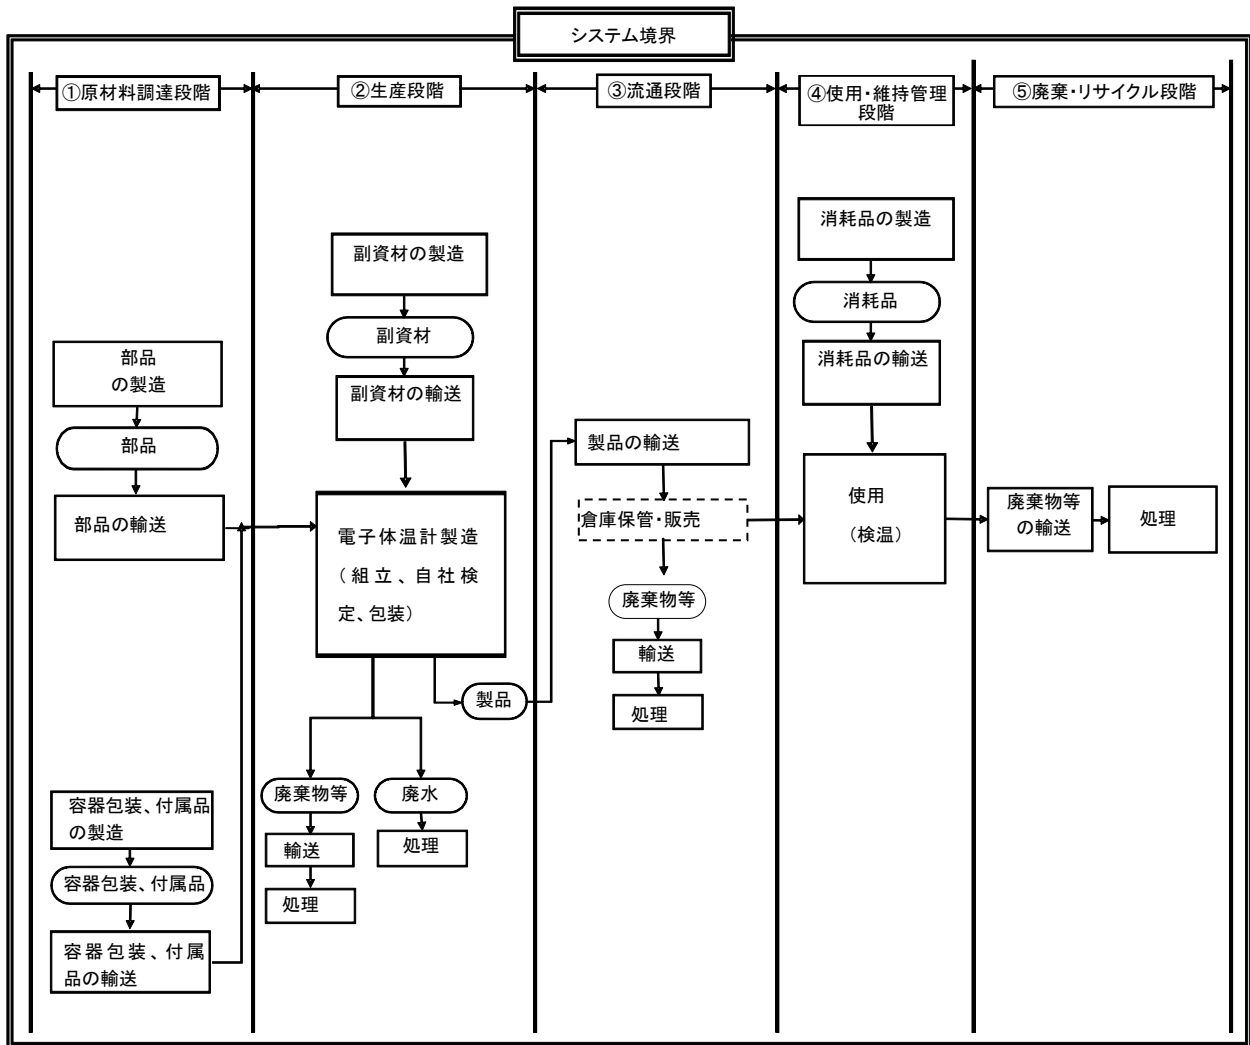 システム境界
①原材料調達段階
②生産段階
③流通段階
④使用・維持管理
段階
⑤廃棄・リサイクル段階
部品
の製造
部品
部品の輸送
容器包装、付属品
の製造
容器包装、付属品
容器包装、付属
品の輸送
副資材の製造
副資材
副資材の輸送
電子体温計製造
（組立、自社検
定、包装）
製品
廃棄物等
輸送
処理
廃水
処理
製品の輸送
倉庫保管・販売
廃棄物等
輸送
処理
消耗品の製造
消耗品
消耗品の輸送
使用
（検温）
廃棄物等
の輸送
処理